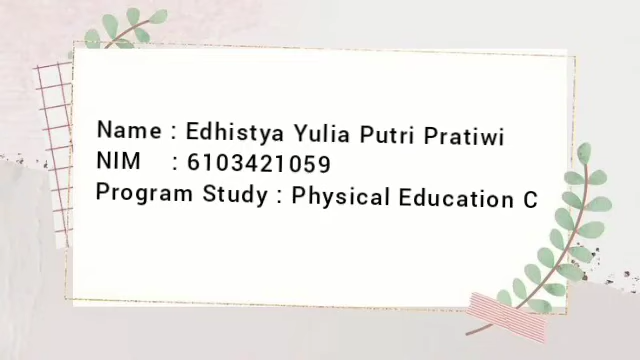 Name : Edhistya Yulia Putri Pratiwi
NIM : 6103421059
Program Study : Physical Education C